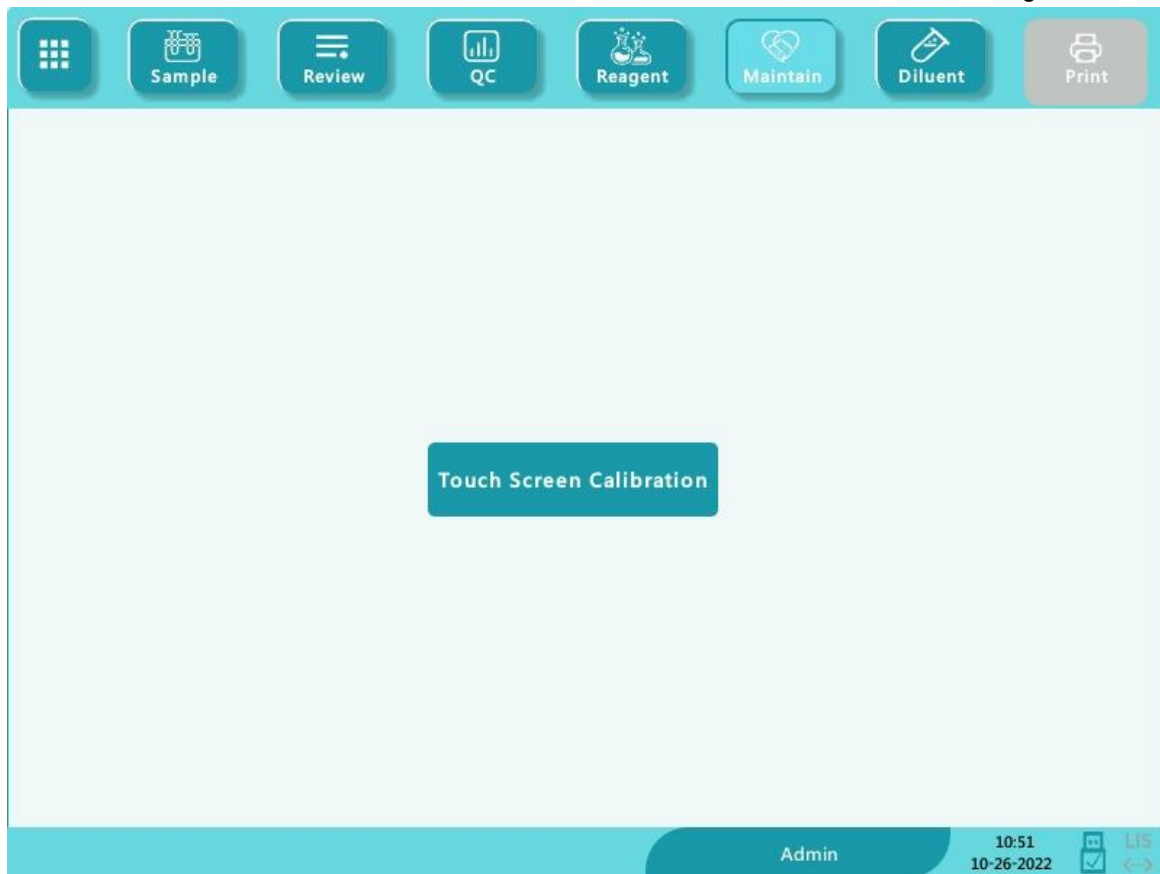 Sample
Review
QC
Reagent
Maintain
Diluent
Print
Touch Screen Calibration
Admin
10:51
10-26-2022
LIS